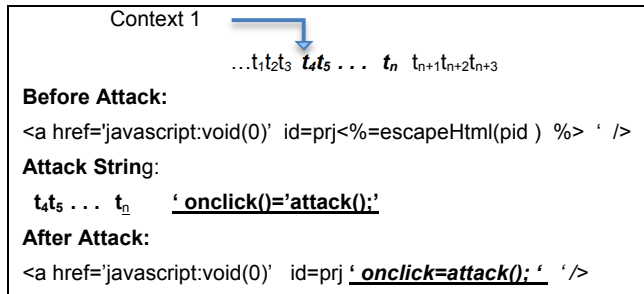 Context 1
…t1t2t3 t4t5 . . . tn tn+1tn+2tn+3
Before Attack:
<a href='javascript:void(0)’ id=prj<%=escapeHtml(pid ) %> ‘ />
Attack String:
t4t5 . . . tn ‘ onclick()=’attack();’
After Attack:
<a href=’javascript:void(0)’ id=prj ‘ onclick=attack(); ‘ ‘ />